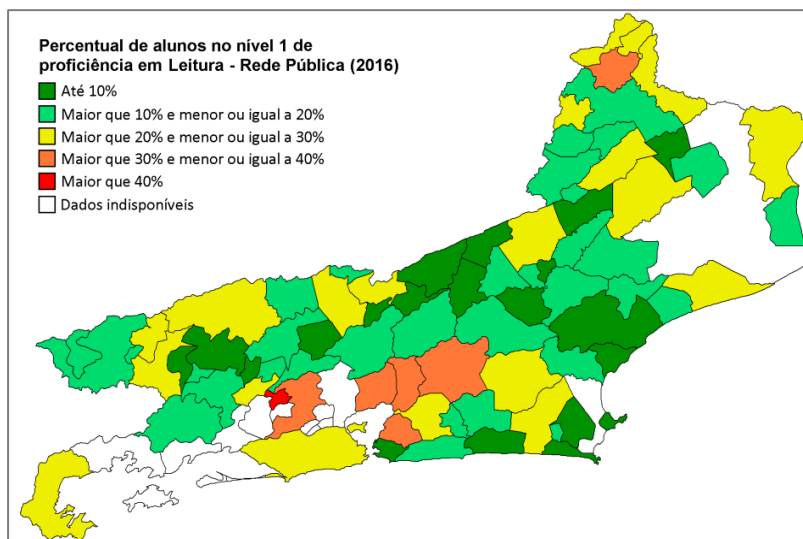 Percentual de alunos no nível 1 de
proficiência em Leitura - Rede Pública (2016)
Até 10%
Maior que 10% e menor ou igual a 20%
Maior que 20% e menor ou igual a 30%
Maior que 30% e menor ou igual a 40%
Maior que 40%
Dados indisponíveis